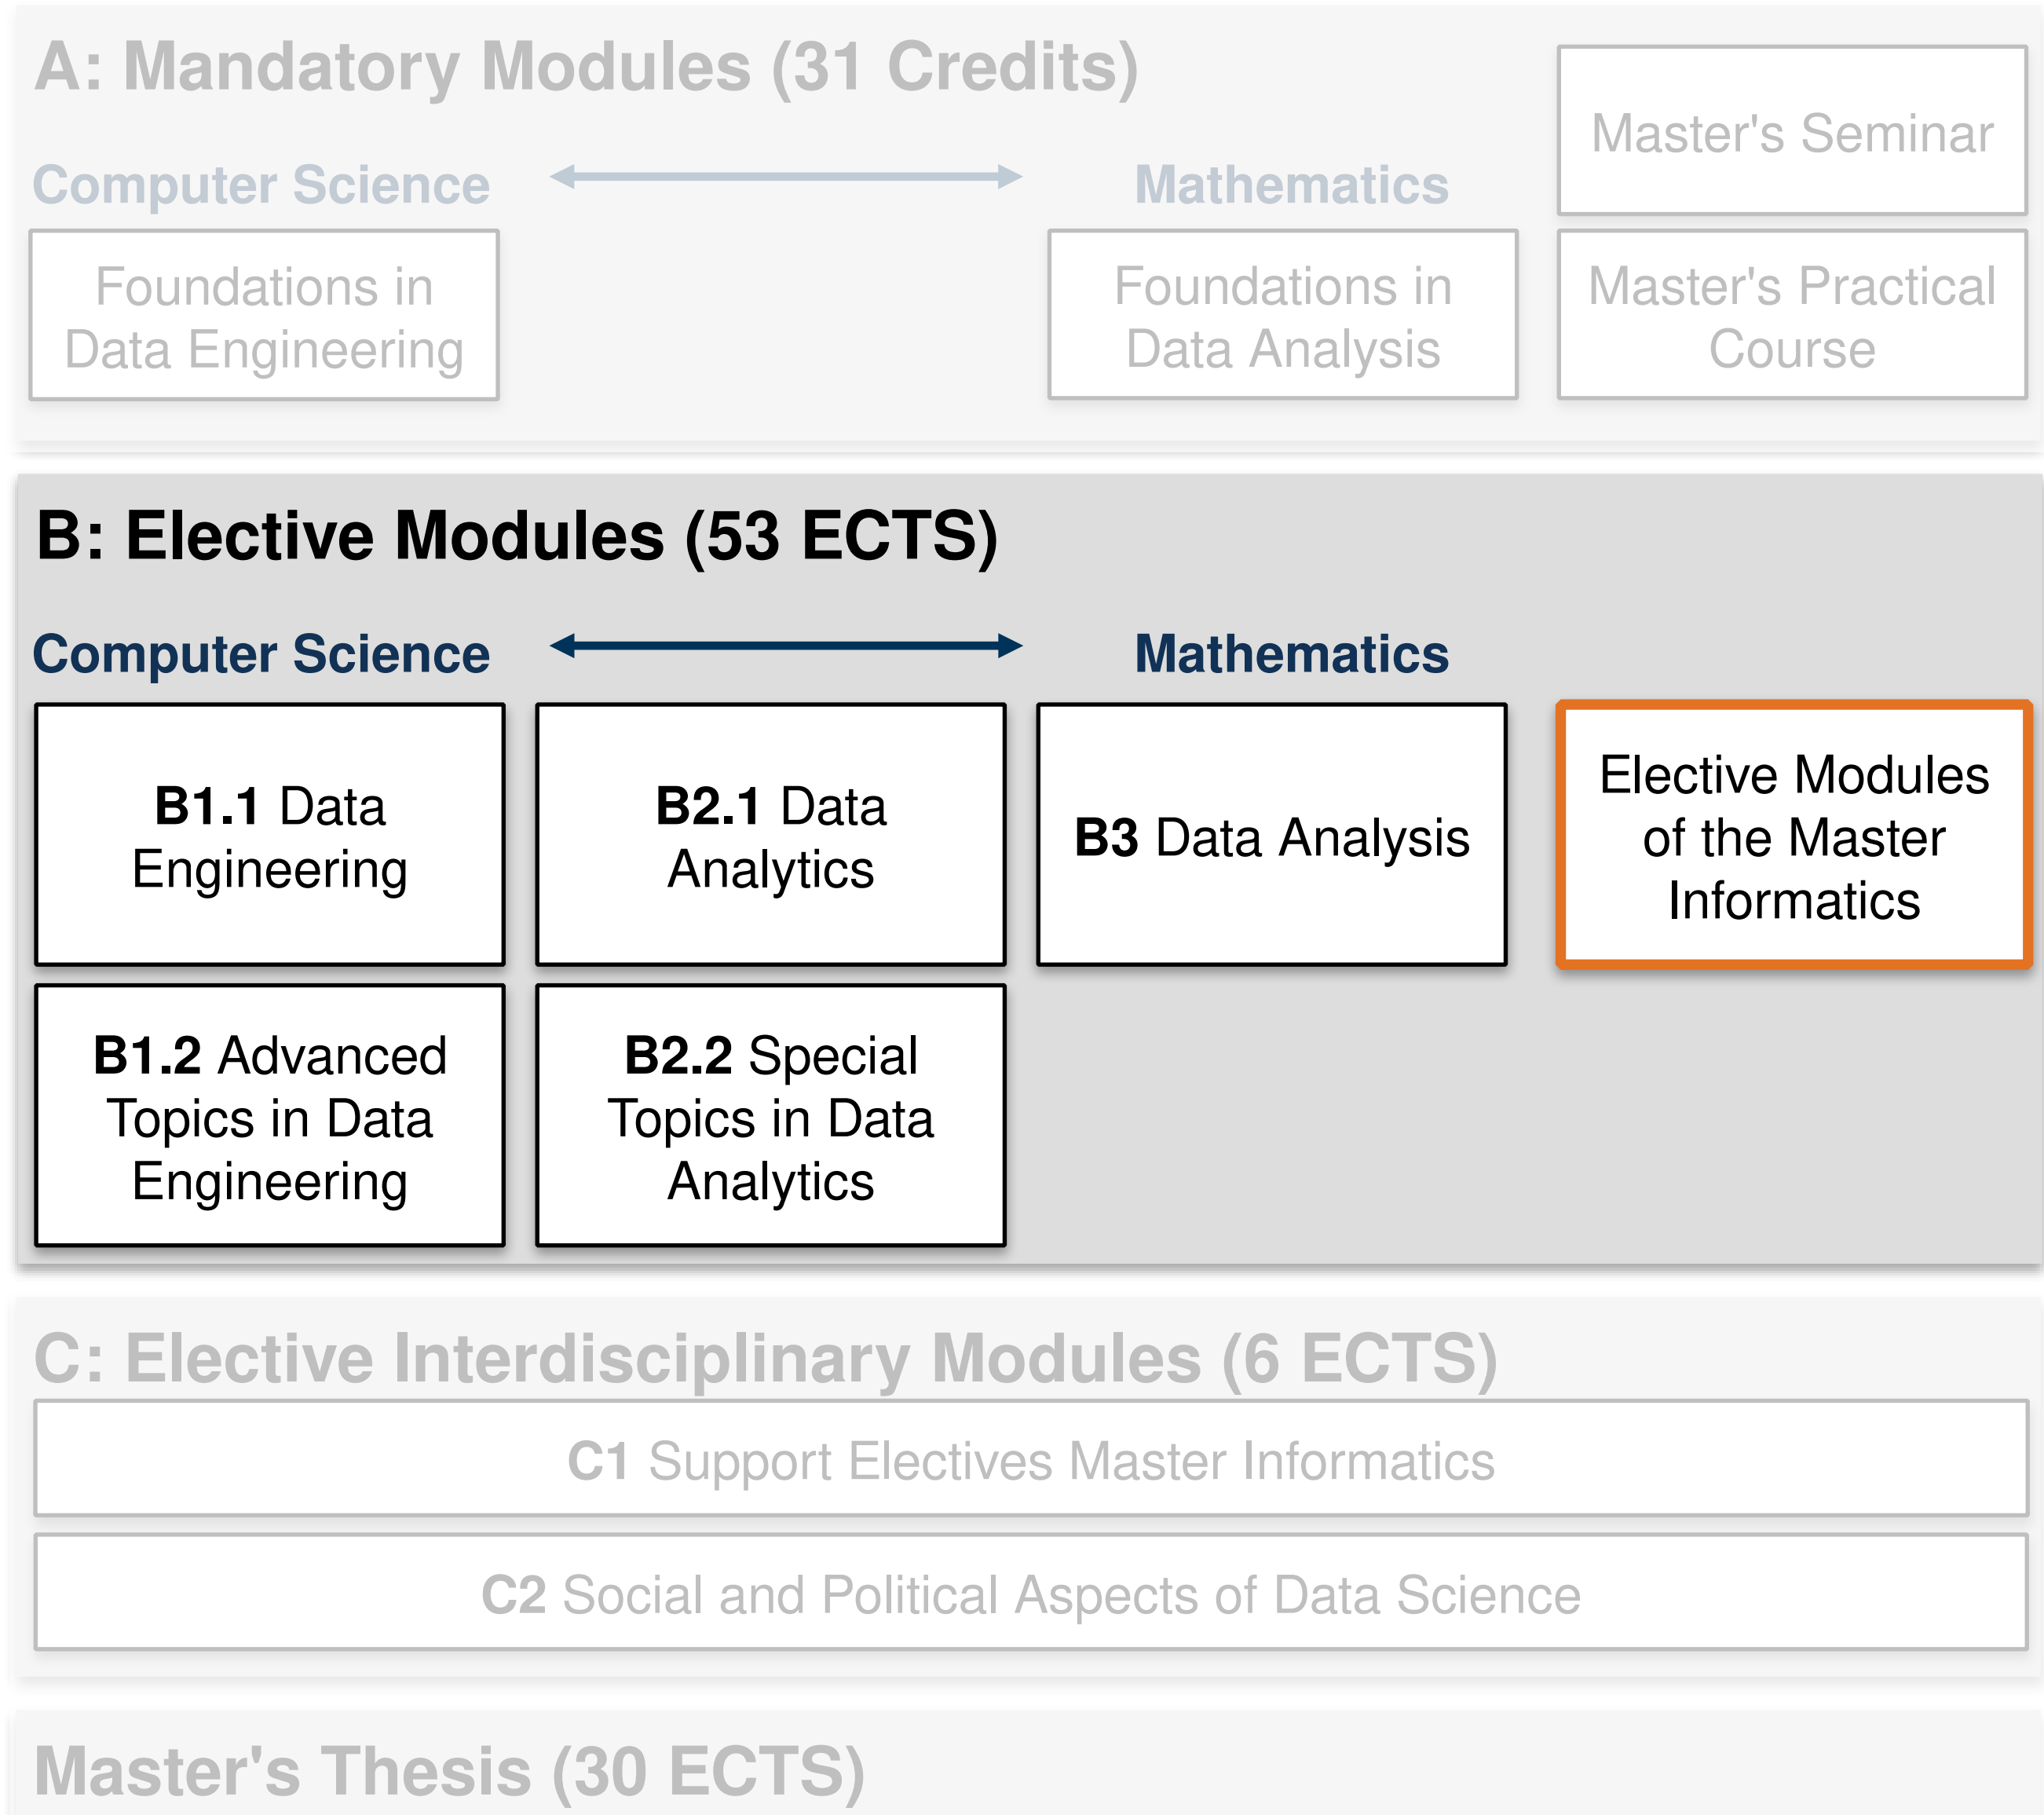 A: Mandatory Modules (31 Credits)
Master's Seminar
Computer Science
Mathematics
Foundations in
Data Engineering
Foundations in
Data Analysis
Master's Practical
Course
B: Elective Modules (53 ECTS)
Computer Science
Mathematics
B1.1 Data
Engineering
B2.1 Data
Analytics
B3 Data Analysis
Elective Modules
of the Master
Informatics
B1.2 Advanced
Topics in Data
Engineering
B2.2 Special
Topics in Data
Analytics
C: Elective Interdisciplinary Modules (6 ECTS)
C1 Support Electives Master Informatics
C2 Social and Political Aspects of Data Science
Master's Thesis (30 ECTS)